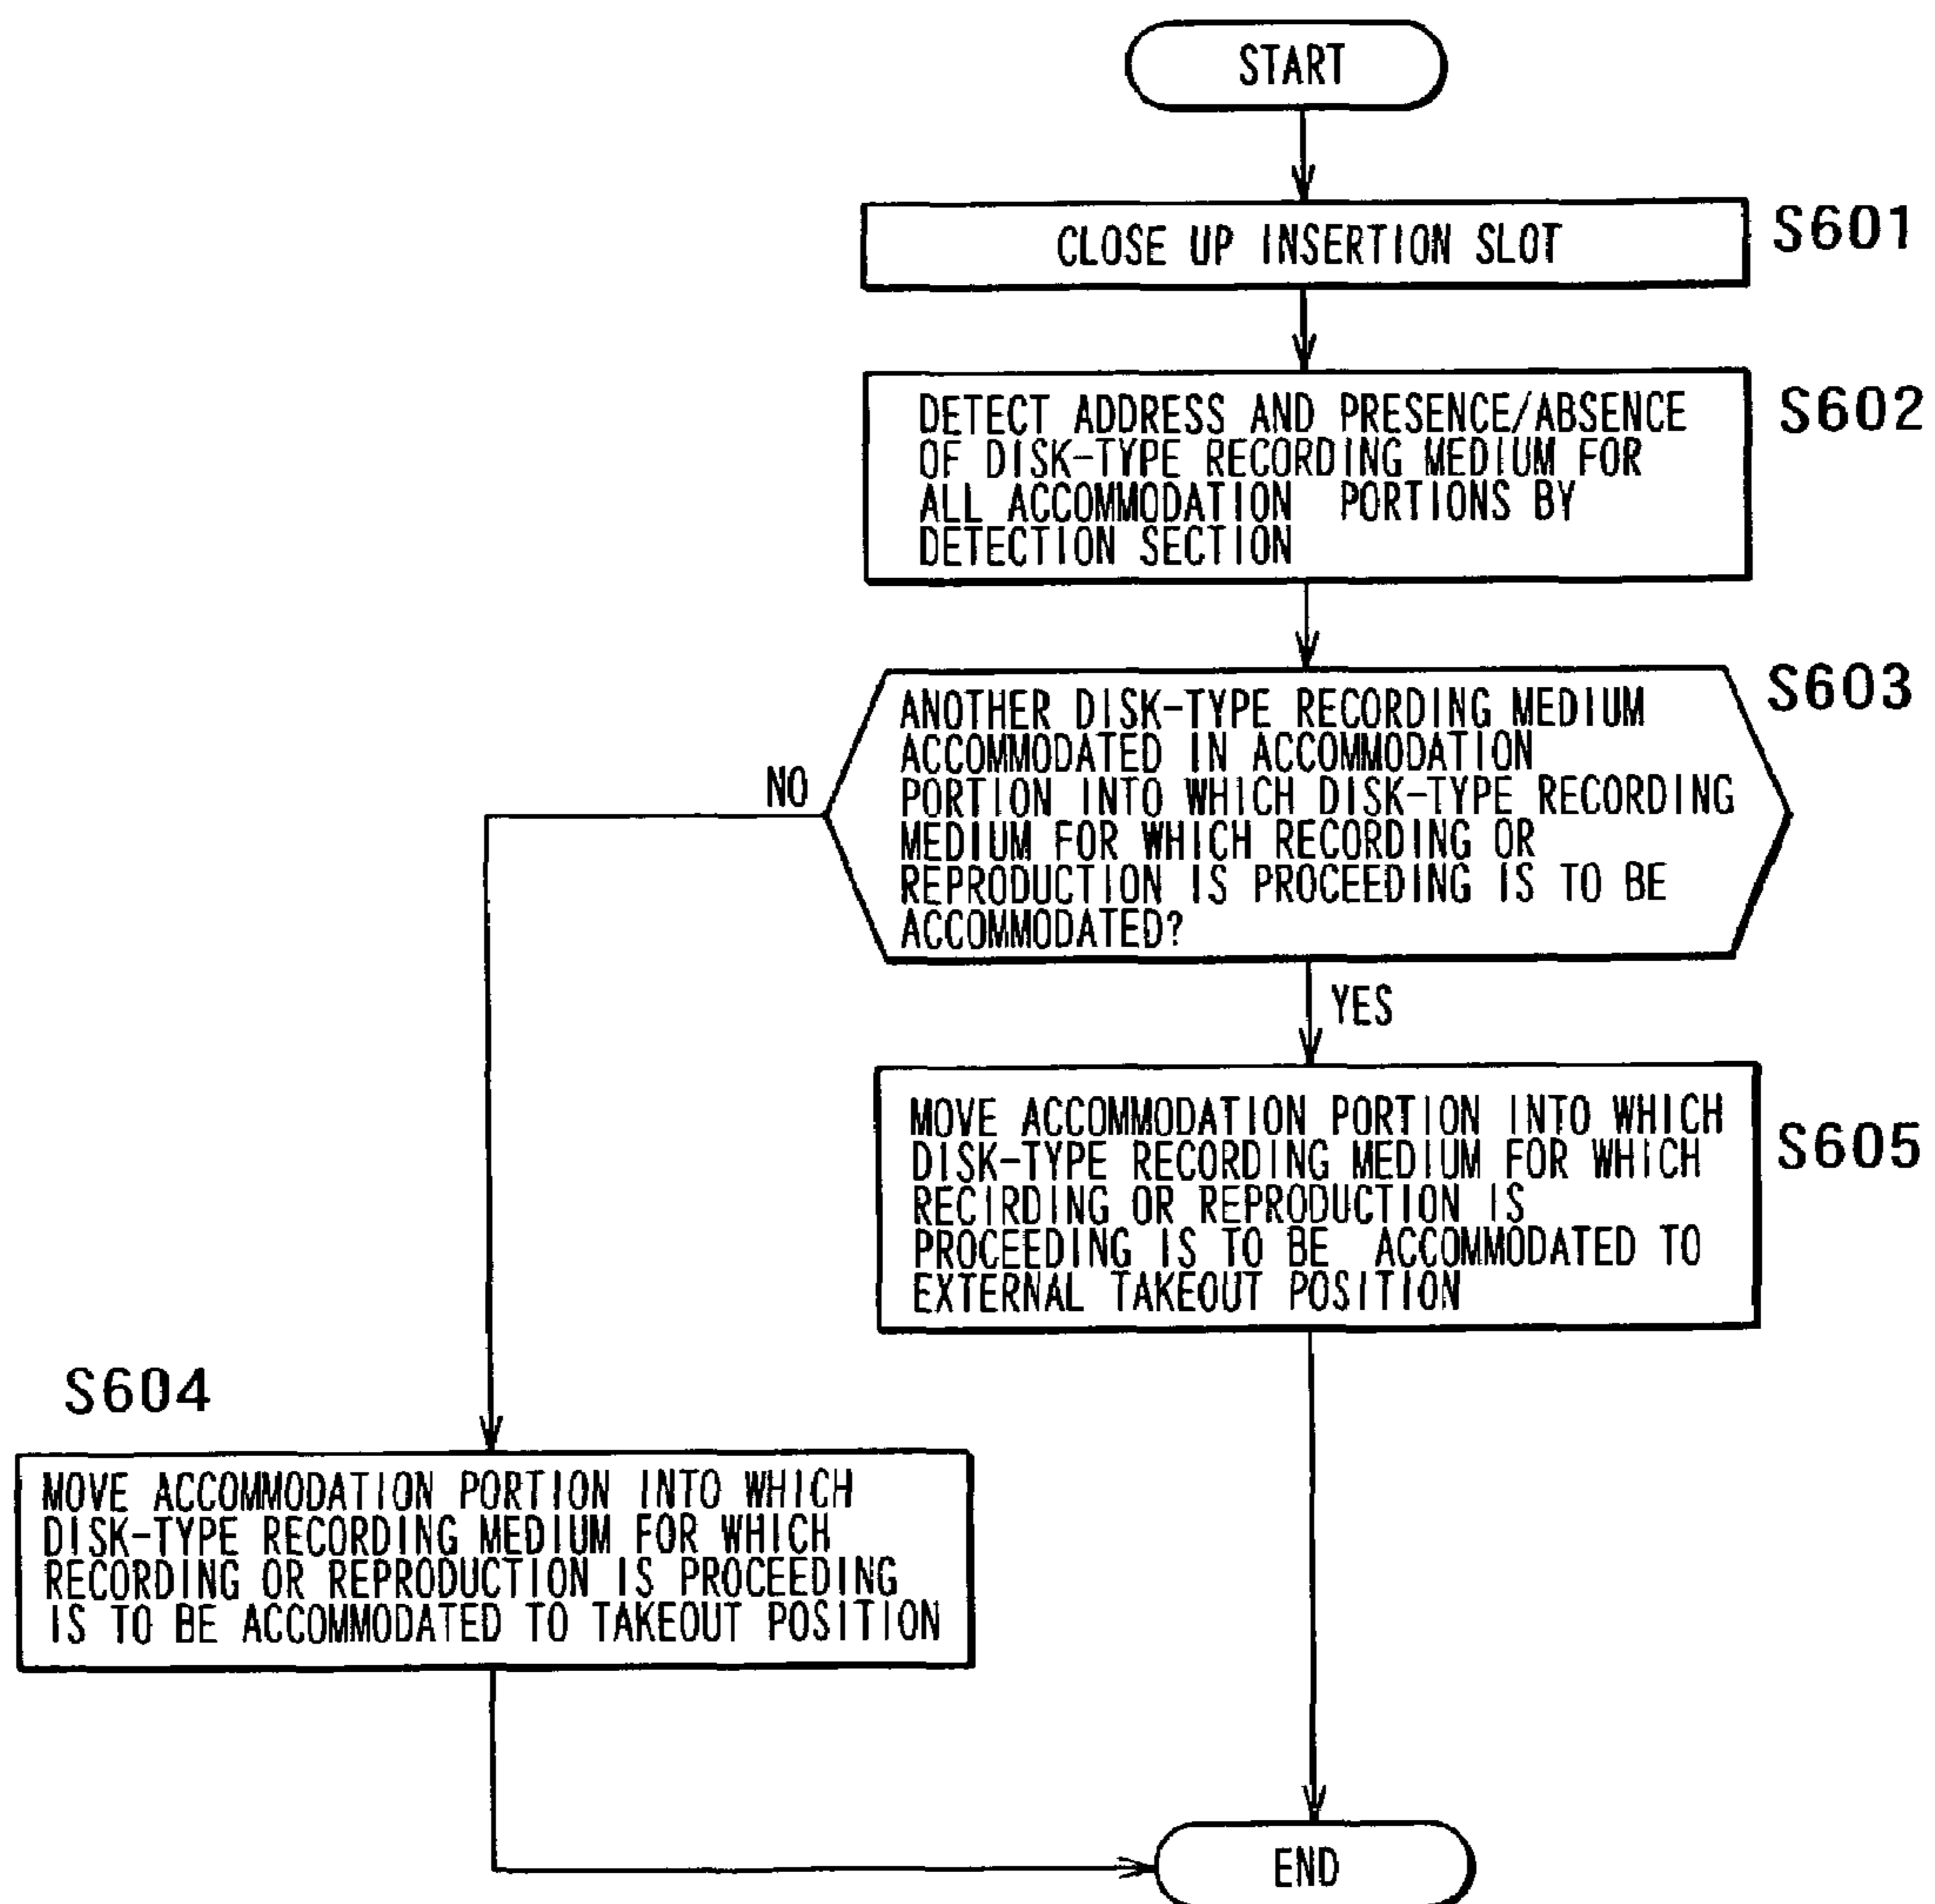 START
CLOSE UP INSERTION SLOT
S601
DETECT ADDRESS AND PRESENCE/ABSENCE
OF DISK-TYPE RECORDING MEDIUM FOR
ALL ACCOMMODATION PORTIONS BY
DETECTION SECTION
S602
ANOTHER DISK-TYPE RECORDING MEDIUM
ACCOMMODATED IN ACCOMMODATION
PORTION INTO WHICH DISK-TYPE RECORDING
MEDIUM FOR WHICH RECORDING OR
REPRODUCTION IS PROCEEDING IS TO BE
ACCOMMODATED?
S603
NO
YES
MOVE ACCOMMODATION PORTION INTO WHICH
DISK-TYPE RECORDING MEDIUM FOR WHICH
RECIRDING OR REPRODUCTION IS
PROCEEDING IS TO BE ACCOMMODATED TO
EXTERNAL TAKEOUT POSITION
S605
S604
MOVE ACCOMMODATION PORTION INTO WHICH
DISK-TYPE RECORDING MEDIUM FOR WHICH
RECORDING OR REPRODUCTION IS PROCEEDING
IS TO BE ACCOMMODATED TO TAKEOUT POSITION
END